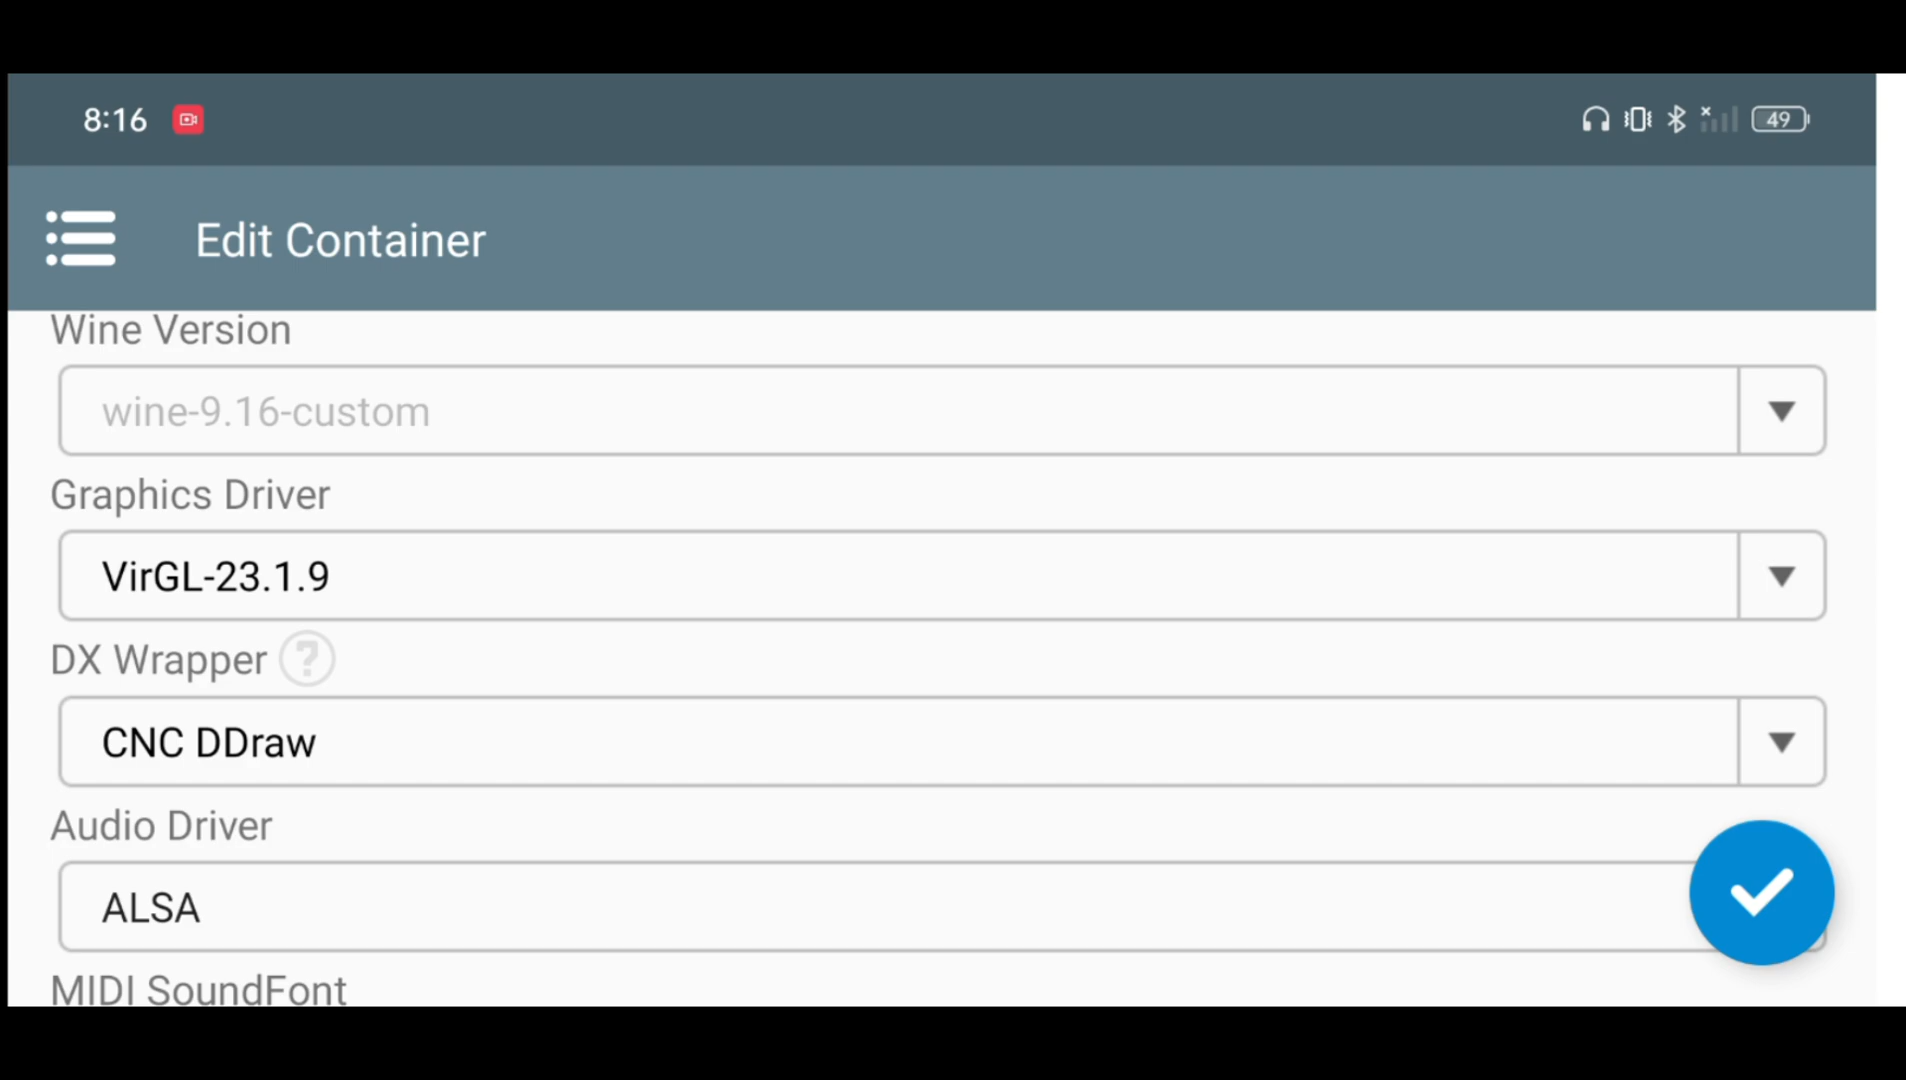 8:16
49
Edit Container
Wine Version
wine-9.16-custom
Graphics Driver
VirGL-23.1.9
DX Wrapper ?
CNC DDraw
Audio Driver
ALSA
MIDI SoundFont